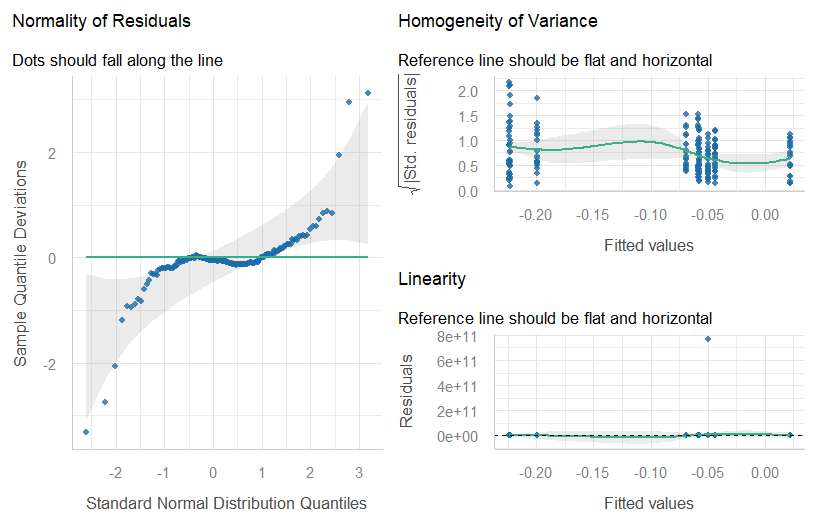 Normality of Residuals
Dots should fall along the line
Sample Quantile Deviations
2
0
-2
-2
-1
0
1
2
3
Standard Normal Distribution Quantiles
Homogeneity of Variance
Reference line should be flat and horizontal
√|Std. residuals|
2.0
1.5
1.0
0.5
0.0
-0.20
-0.15
-0.10
-0.05
0.00
Fitted values
Linearity
Reference line should be flat and horizontal
Residuals
8e+11
6e+11
4e+11
2e+11
0e+00
-0.20
-0.15
-0.10
-0.05
0.00
Fitted values